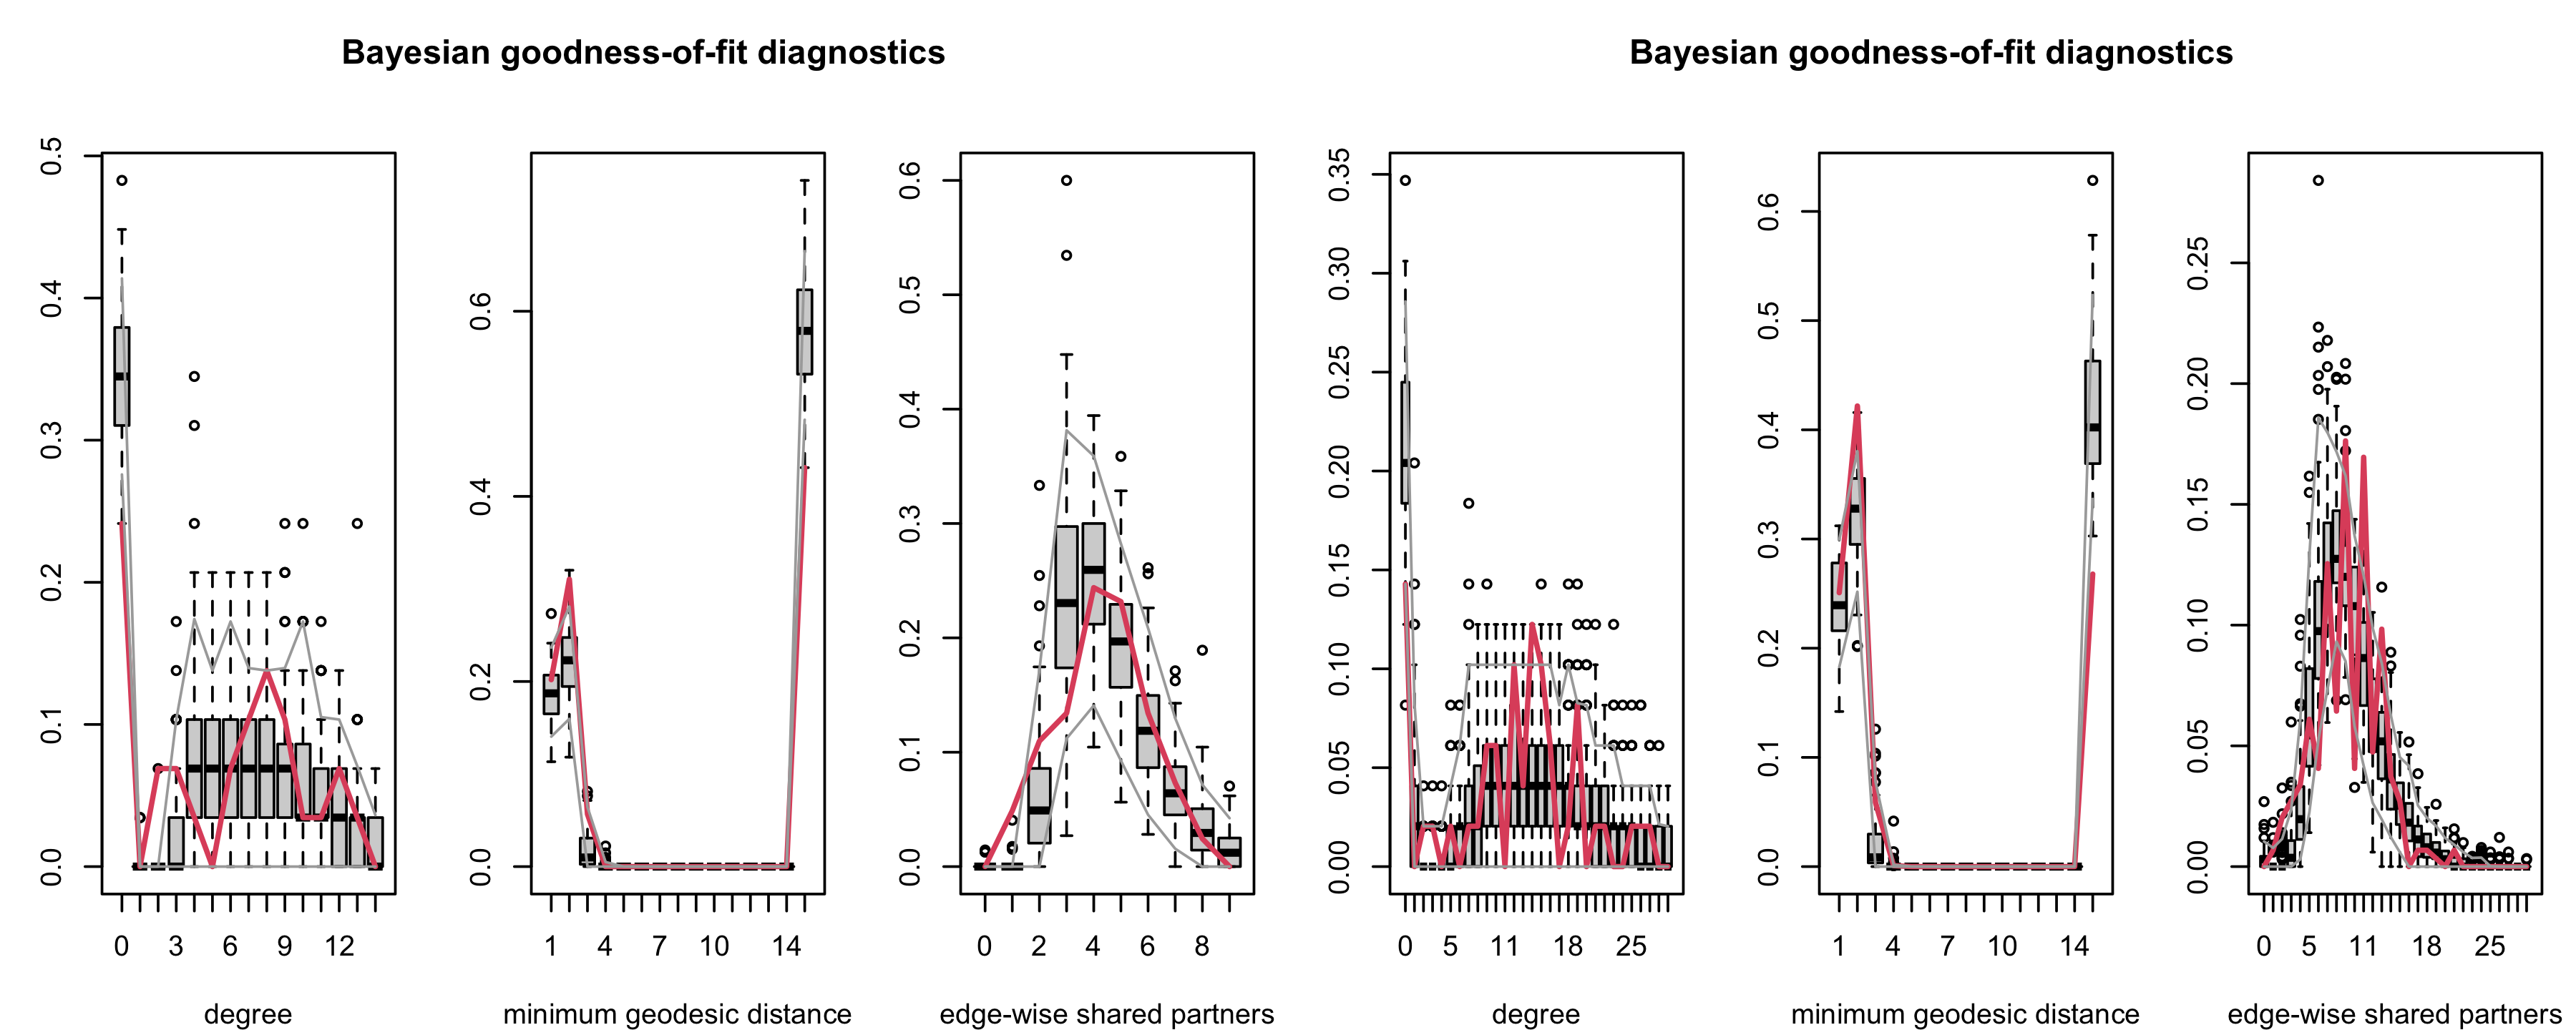 Bayesian goodness-of-fit diagnostics
0.0 0.1 0.2 0.3 0.4 0.5
0 3 6 9 12
degree
0.0 0.2 0.4 0.6
1 4 7 10 14
minimum geodesic distance
0.0 0.1 0.2 0.3 0.4 0.5 0.6
0 2 4 6 8
edge-wise shared partners
Bayesian goodness-of-fit diagnostics
0.00 0.05 0.10 0.15 0.20 0.25 0.30 0.35
0 5 11 18 25
degree
0.0 0.1 0.2 0.3 0.4 0.5 0.6
1 4 7 10 14
minimum geodesic distance
0.00 0.05 0.10 0.15 0.20 0.25
0 5 11 18 25
edge-wise shared partners